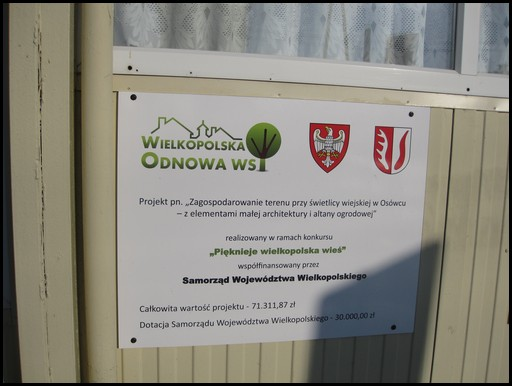 WIELKOPOLSKA
ODNOWA WSI
Projekt pn. „Zagospodarowanie terenu przy świetlicy wiejskiej w Osówcu
– z elementami małej architektury i altany ogrodowej”
realizowany w ramach konkursu
„Pięknieje wielkopolska wieś”
współfinansowany przez
Samorząd Województwa Wielkopolskiego
Całkowita wartość projektu - 71.311,87 zł
Dotacja Samorządu Województwa Wielkopolskiego - 30.000,00 zł